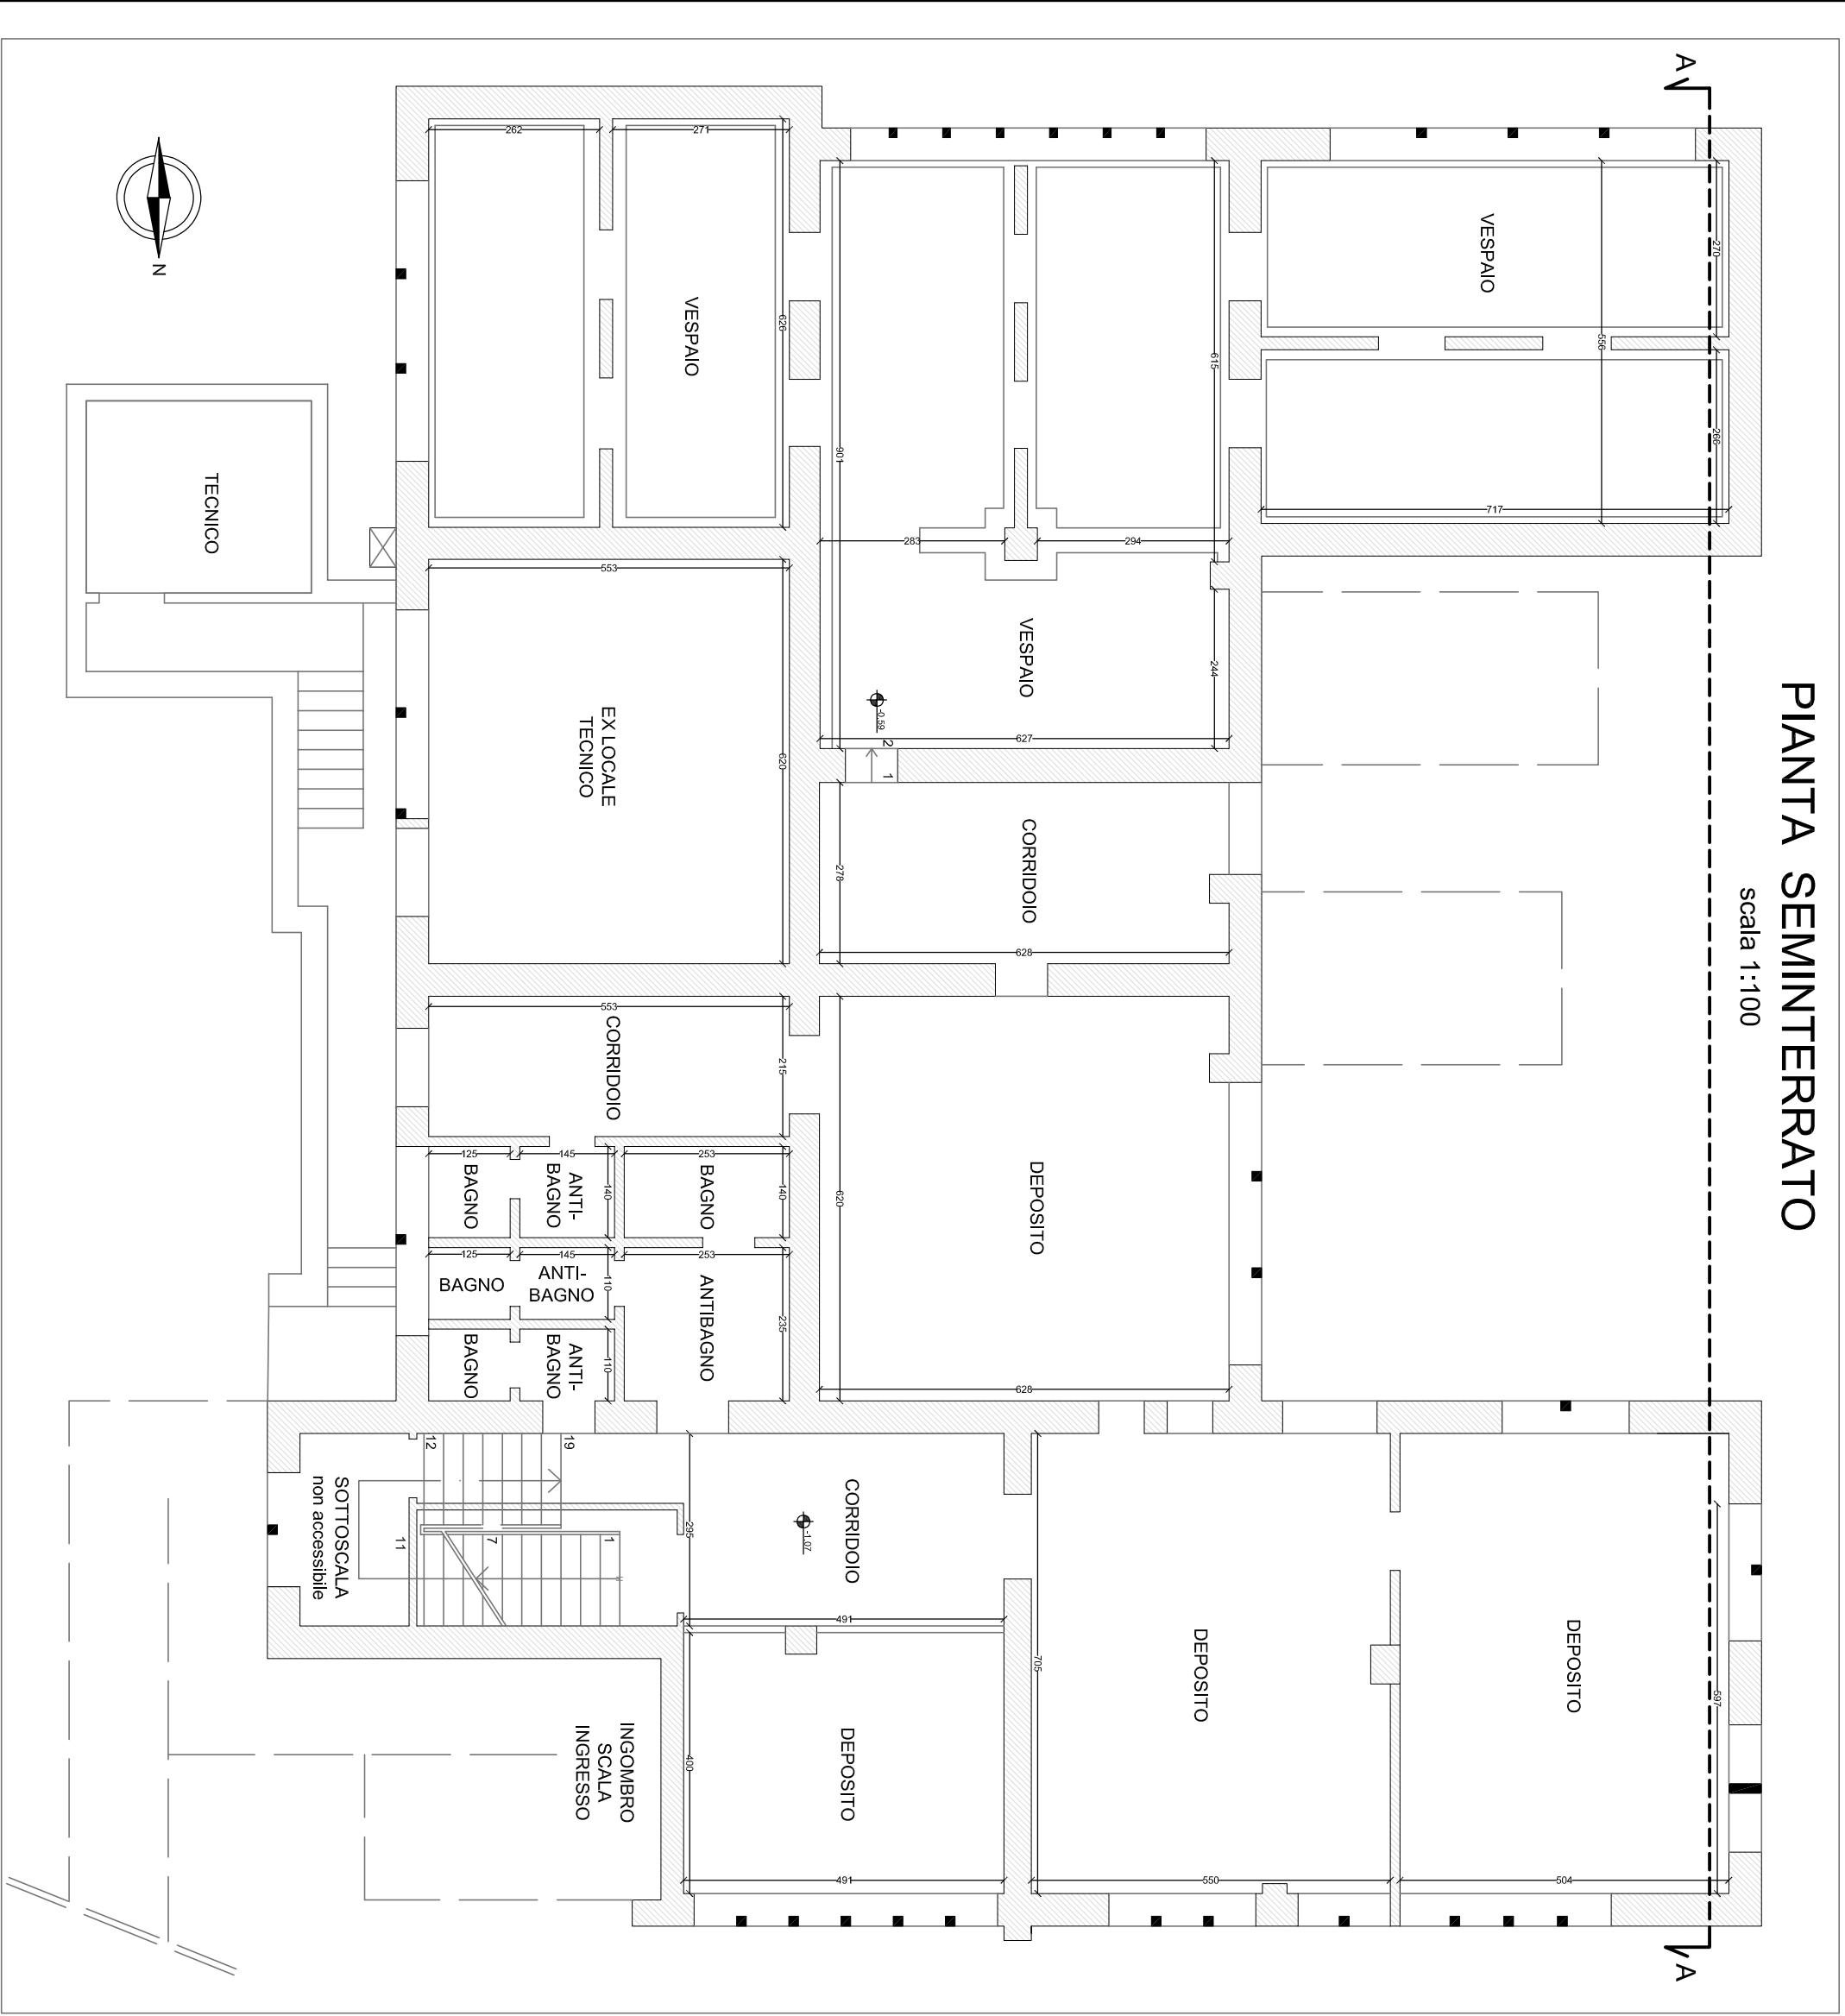 PIANTA SEMINTERRATO
scala 1:100
A
A
VESPAIO
270
556
266
717
262
271
VESPAIO
626
615
901
283
294
VESPAIO
244
-0.59
627
2
1
TECNICO
553
EX LOCALE
TECNICO
620
CORRIDOIO
278
628
553
CORRIDOIO
215
DEPOSITO
620
628
125
145
253
BAGNO
ANTI-
BAGNO
140
BAGNO
140
125
145
253
BAGNO
ANTI-
BAGNO
110
ANTIBAGNO
235
BAGNO
ANTI-
BAGNO
110
12
19
11
7
1
SOTTOSCALA
non accessibile
295
CORRIDOIO
-1.07
491
705
DEPOSITO
550
DEPOSITO
597
504
DEPOSITO
400
491
INGOMBRO
SCALA
INGRESSO
N